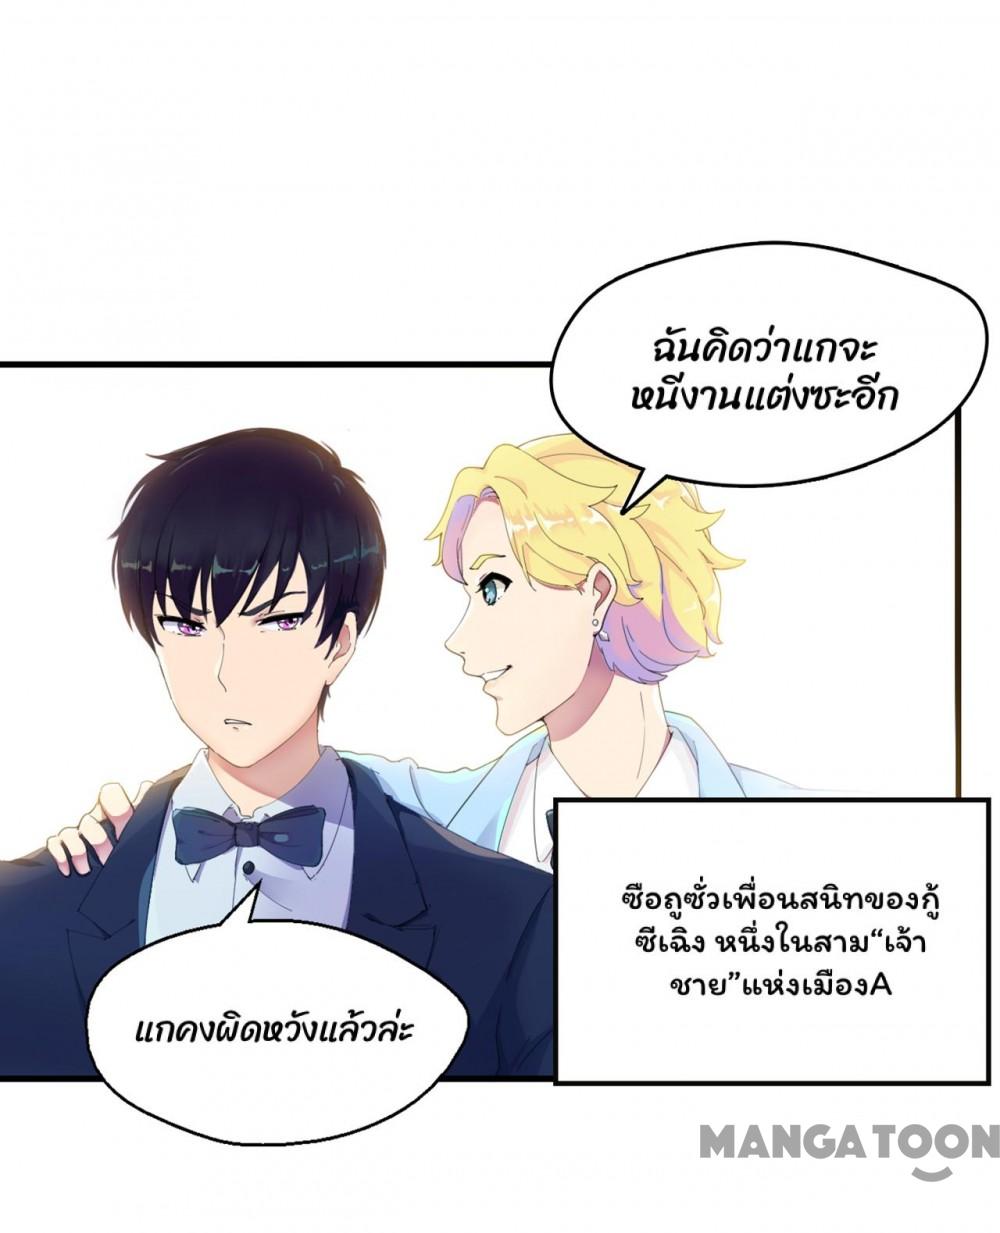 ฉันคิดว่าแกจะ
หนีงานแต่งซะอีก
ซือถูซั่วเพื่อนสนิทของกู้
ซีเฉิง หนึ่งในสาม“เจ้า
ชาย”แห่งเมืองA
แกคงผิดหวังแล้วล่ะ
MANGATOON